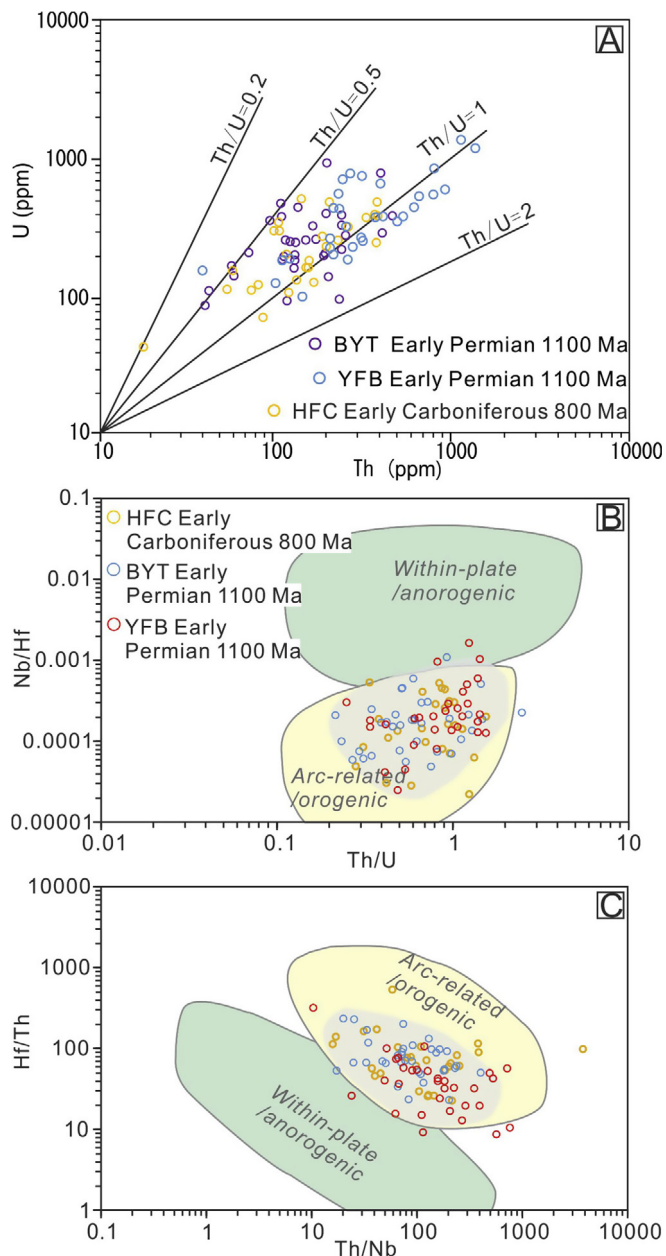 A
10000
1000
100
10
U (ppm)
Th/U=0.2
Th/U=0.5
Th/U=1
Th/U=2
BYT Early Permian 1100 Ma
YFB Early Permian 1100 Ma
HFC Early Carboniferous 800 Ma
10
100
1000
10000
Th (ppm)
B
0.1
0.01
0.001
0.0001
0.00001
Nb/Hf
HFC Early
Carboniferous 800 Ma
BYT Early
Permian 1100 Ma
YFB Early
Permian 1100 Ma
Within-plate
/anorogenic
Arc-related
/orogenic
0.01
0.1
1
10
Th/U
C
10000
1000
100
10
1
Hf/Th
Arc-related
/orogenic
Within-plate
/anorogenic
0.1
1
10
100
1000
10000
Th/Nb